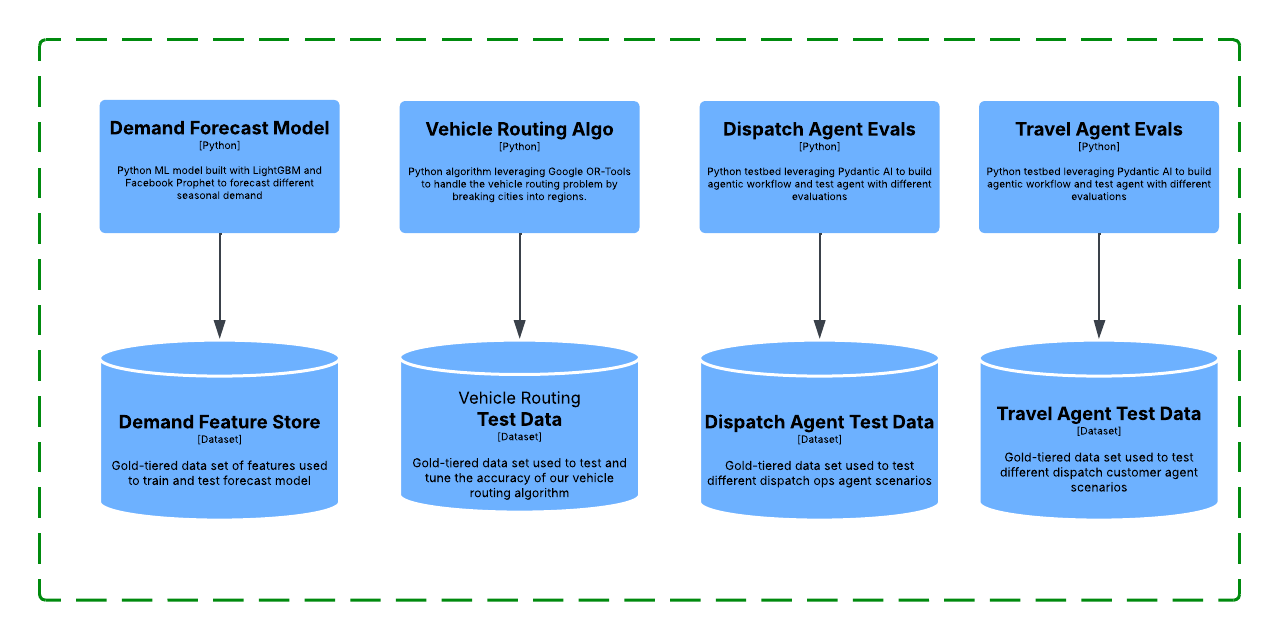 Demand Forecast Model
[Python]
Python ML model built with LightGBM and
Facebook Prophet to forecast different
seasonal demand
Vehicle Routing Algo
[Python]
Python algorithm leveraging Google OR-Tools
to handle the vehicle routing problem by
breaking cities into regions.
Dispatch Agent Evals
[Python]
Python testbed leveraging Pydantic AI to build
agentic workflow and test agent with different
evaluations
Travel Agent Evals
[Python]
Python testbed leveraging Pydantic AI to build
agentic workflow and test agent with different
evaluations
Demand Feature Store
[Dataset]
Gold-tiered data set of features used
to train and test forecast model
Vehicle Routing
Test Data
[Dataset]
Gold-tiered data set used to test and
tune the accuracy of our vehicle
routing algorithm
Dispatch Agent Test Data
[Dataset]
Gold-tiered data set used to test
different dispatch ops agent scenarios
Travel Agent Test Data
[Dataset]
Gold-tiered data set used to test
different dispatch customer agent
scenarios